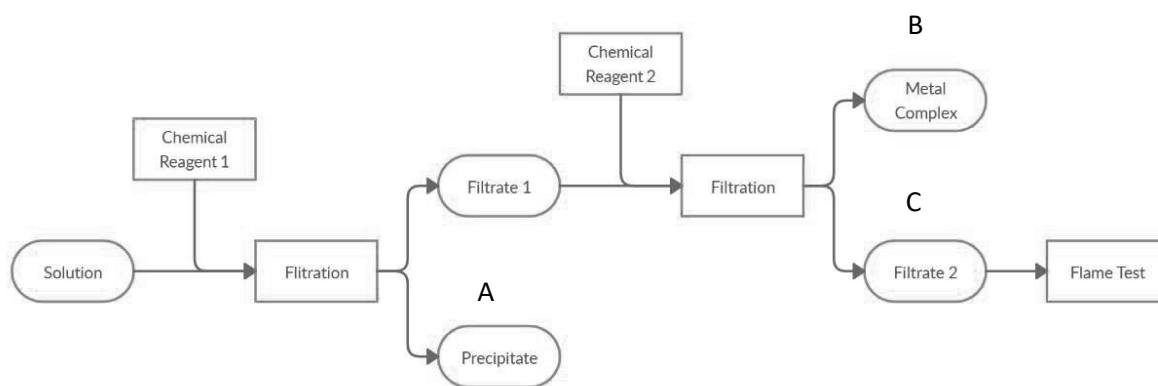 B
Chemical
Reagent 2
Metal
Complex
Chemical
Reagent 1
Filtrate 1
Filtration
C
Solution
Flitration
A
Filtrate 2
Flame Test
Precipitate